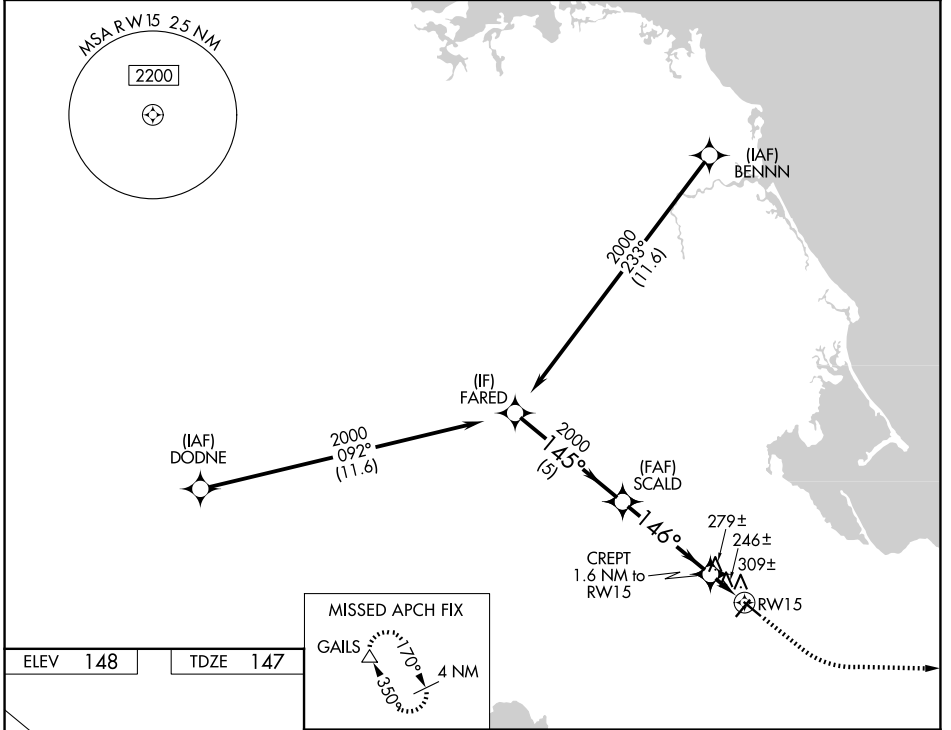 MSA RW15 25 NM
2200
(IAF)
BENNN
2000
233°
(11.6)
(IF)
FARED
(IAF)
DODNE
2000
092°
(11.6)
2000
145°
(5)
(FAF)
SCALD
146°
279±
246±
309±
CREPT
1.6 NM to
RW15
RW15
MISSED APCH FIX
GAILS
170°
350°
4 NM
ELEV 148
TDZE 147